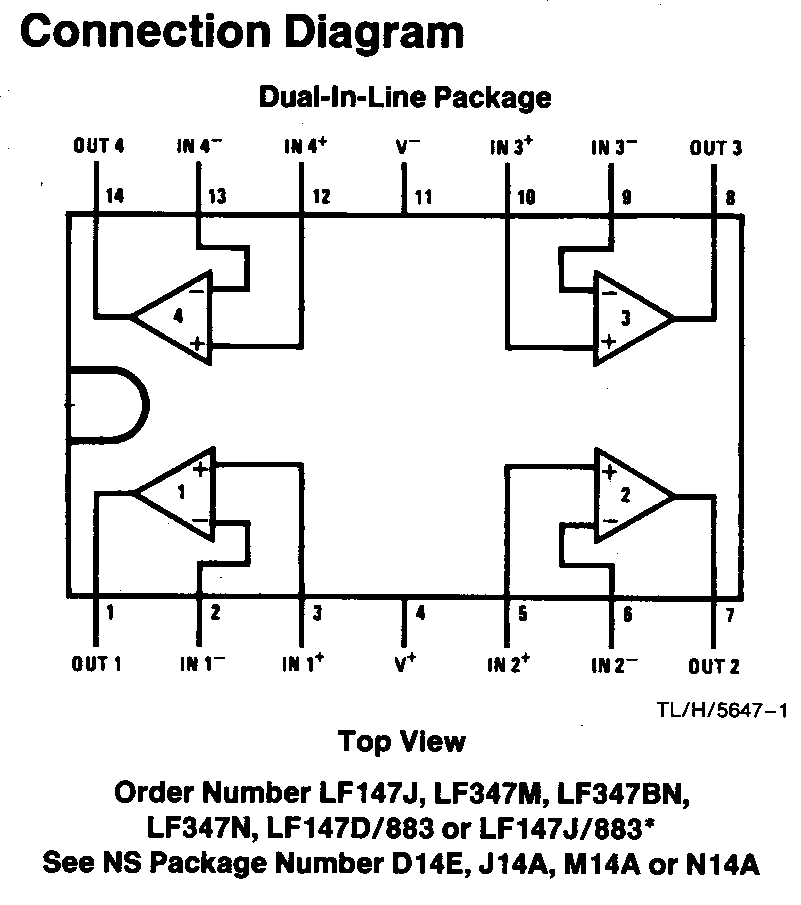 Connection Diagram
Dual-In-Line Package
OUT 4 IN 4− IN 4+ V− IN 3+ IN 3− OUT 3
14 13 12 11 10 9 8
− −
4 3
+ +
+ +
1 2
− −
1 2 3 4 5 6 7
OUT 1 IN 1− IN 1+ V+ IN 2+ IN 2− OUT 2
TL/H/5647–1
Top View
Order Number LF147J, LF347M, LF347BN,
LF347N, LF147D/883 or LF147J/883*
See NS Package Number D14E, J14A, M14A or N14A